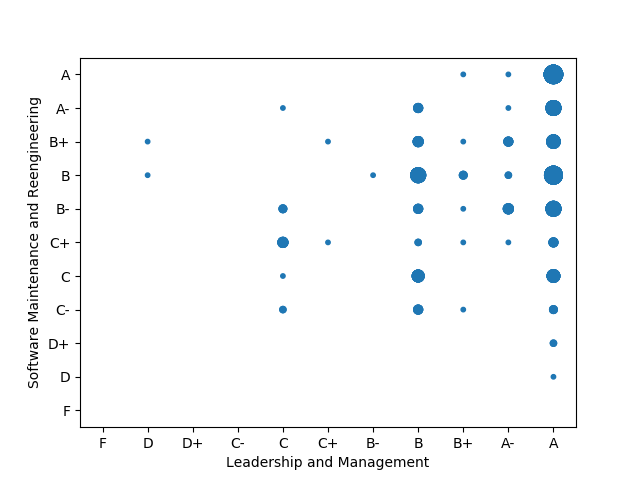 Software Maintenance and Reengineering
A
A-
B+
B
B-
C+
C
C-
D+
D
F
F D D+ C- C C+ B- B B+ A- A
Leadership and Management